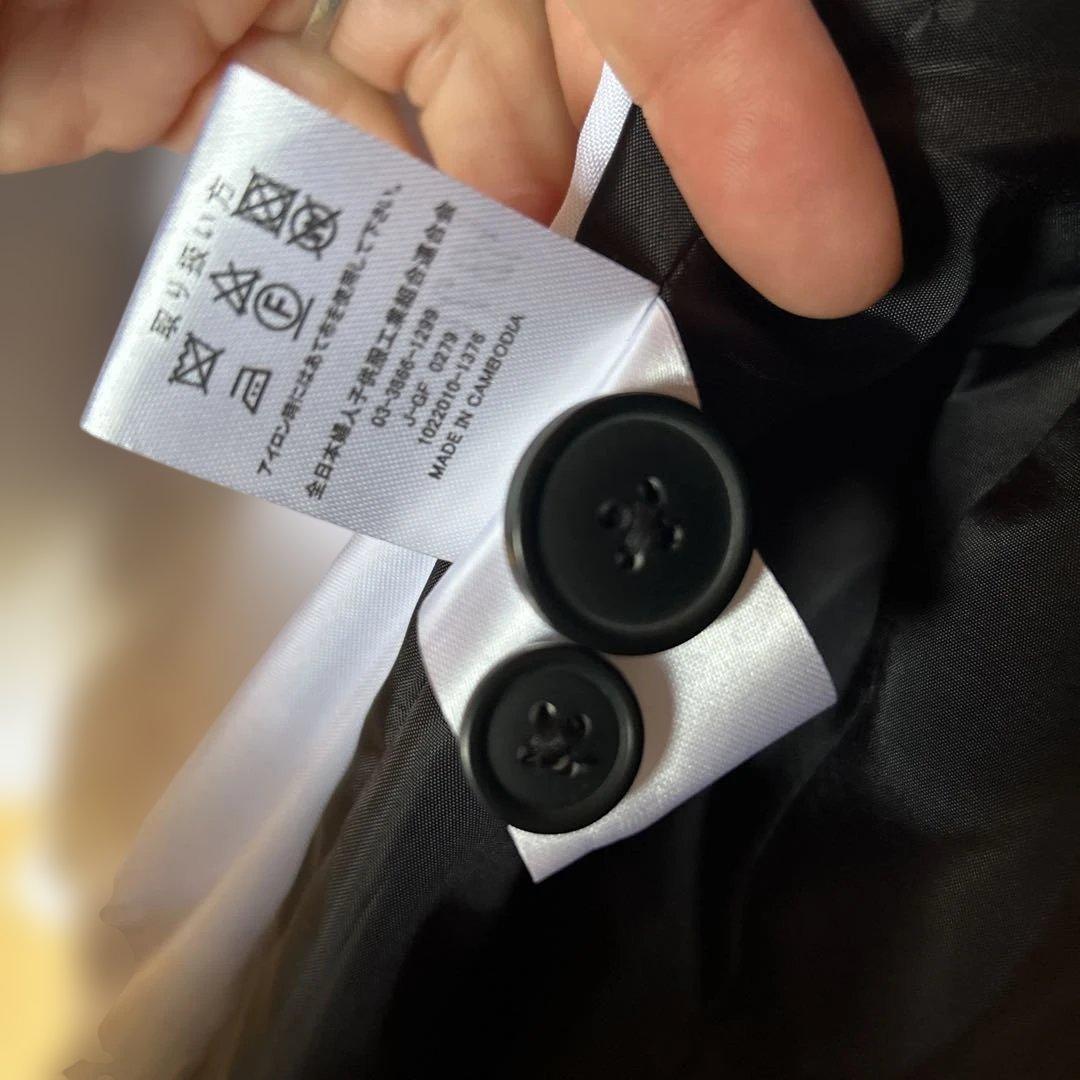 取り扱い方
F
アイロン時にはあて布を使用して下さい。
全日本婦人子供服工業組合連合会
03-3866-1299
J-GF 0279
1022010-1376
MADE IN CAMBODIA